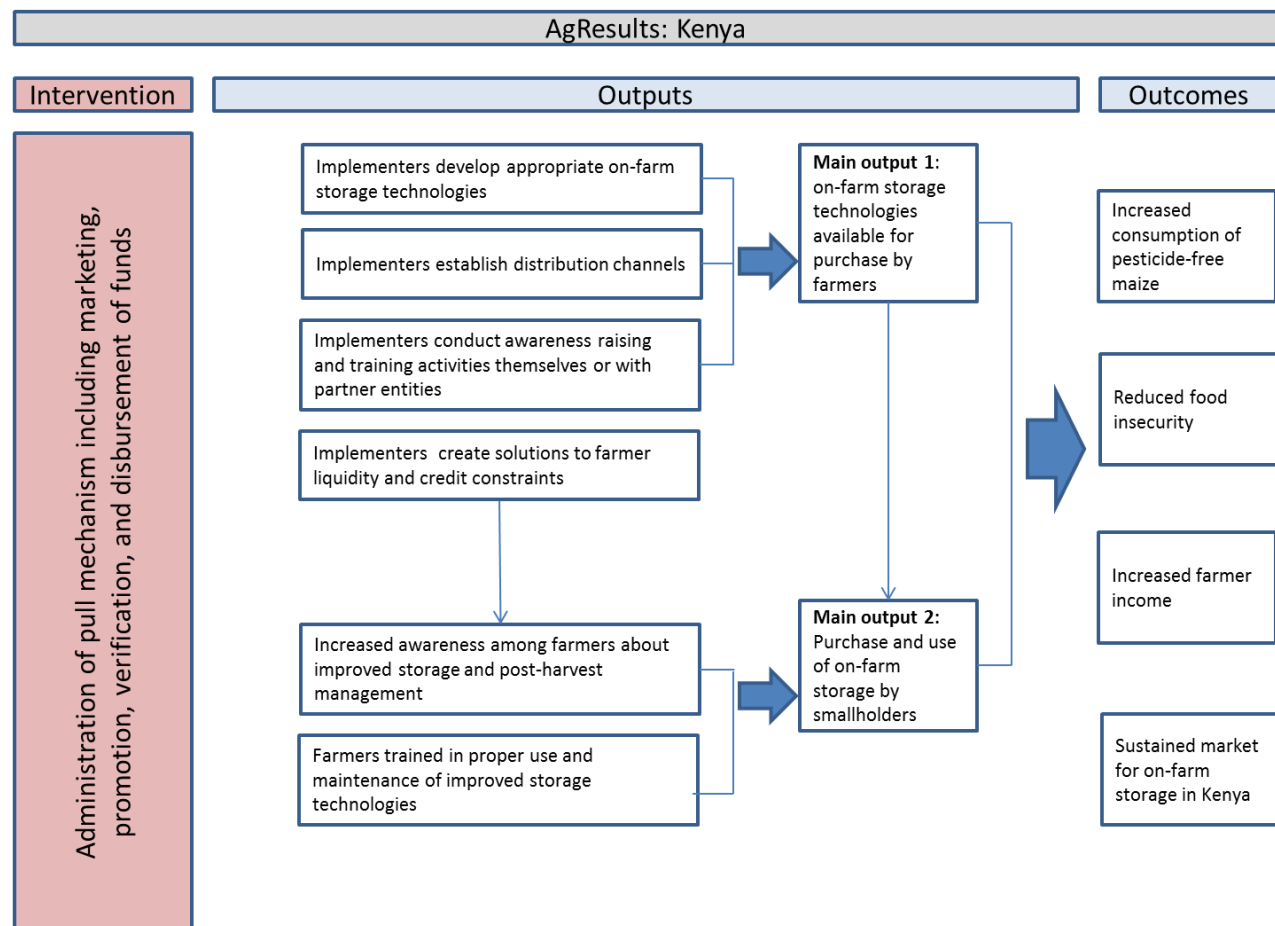 AgResults: Kenya
Intervention
Outputs
Outcomes
Administration of pull mechanism including marketing,
promotion, verification, and disbursement of funds
Implementers develop appropriate on-farm
storage technologies
Implementers establish distribution channels
Implementers conduct awareness raising
and training activities themselves or with
partner entities
Implementers create solutions to farmer
liquidity and credit constraints
Increased awareness among farmers about
improved storage and post-harvest
management
Farmers trained in proper use and
maintenance of improved storage
technologies
Main output 1:
on-farm storage
technologies
available for
purchase by
farmers
Main output 2:
Purchase and use
of on-farm
storage by
smallholders
Increased
consumption of
pesticide-free
maize
Reduced food
insecurity
Increased farmer
income
Sustained market
for on-farm
storage in Kenya